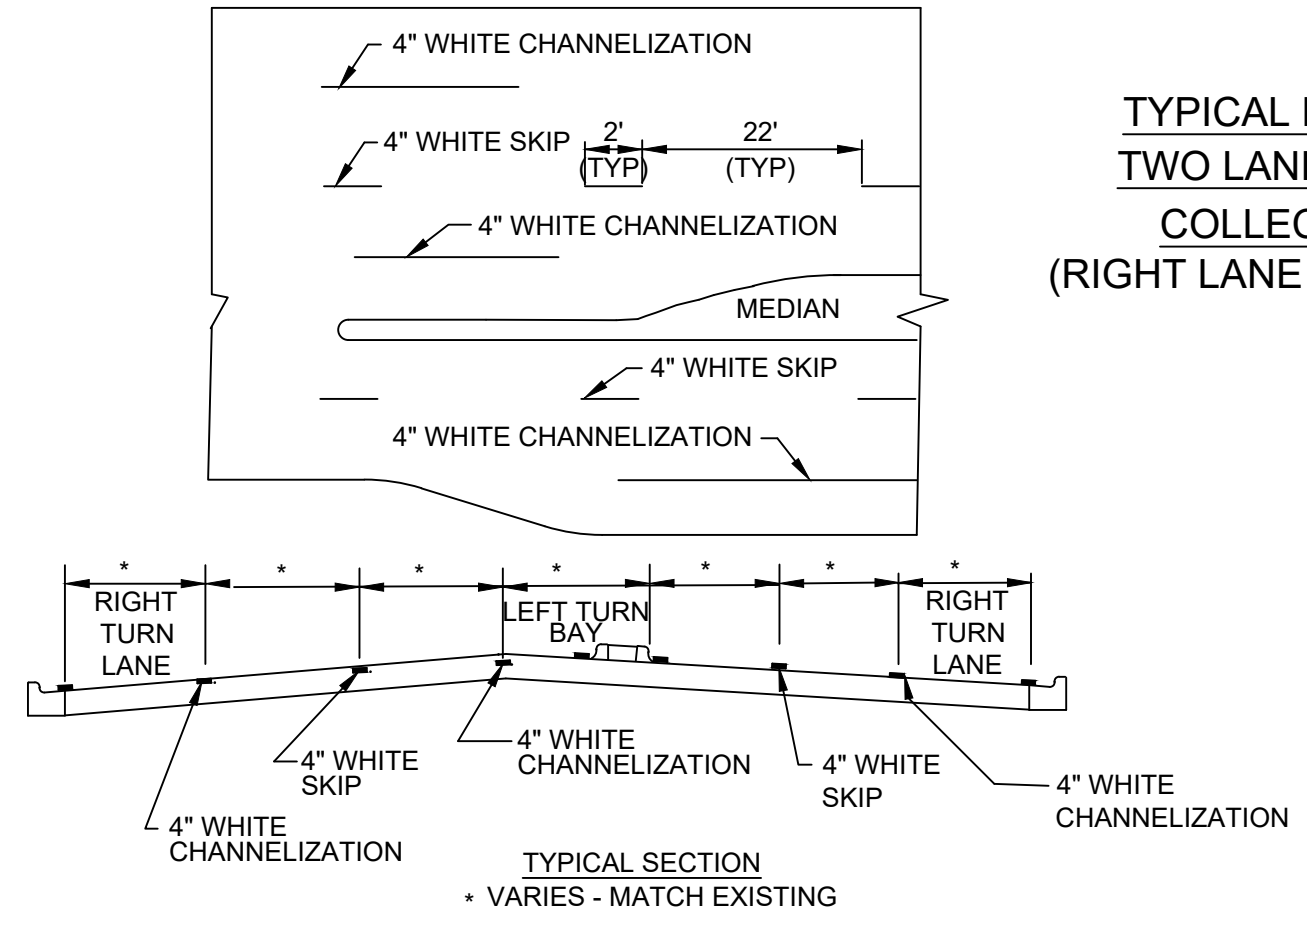 4" WHITE CHANNELIZATION
4" WHITE SKIP
2'
(TYP)
22'
(TYP)
4" WHITE CHANNELIZATION
MEDIAN
4" WHITE SKIP
4" WHITE CHANNELIZATION
TYPICAL
TWO
(RIGHT LANE
* * * * * * *
RIGHT
TURN
LANE
LEFT TURN
BAY
RIGHT
TURN
LANE
4" WHITE
CHANNELIZATION
4" WHITE
SKIP
4" WHITE
CHANNELIZATION
4" WHITE
SKIP
4" WHITE
CHANNELIZATION
TYPICAL SECTION
* VARIES - MATCH EXISTING